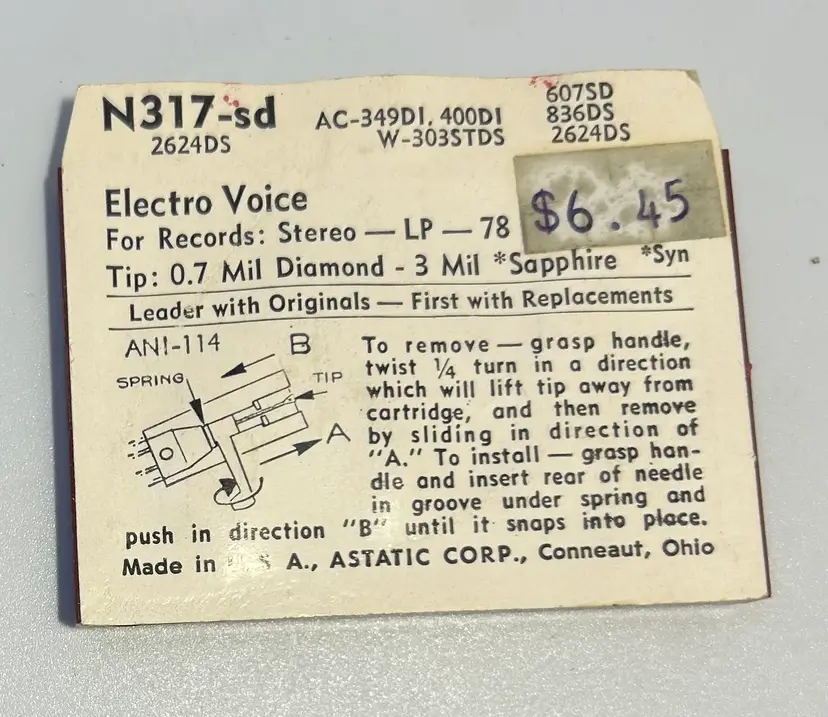 N317-sd
2624DS
AC-349DI, 400DI
W-303STDS
607SD
836DS
2624DS
Electro Voice
$6.45
For Records: Stereo — LP — 78
Tip: 0.7 Mil Diamond - 3 Mil *Sapphire *Syn
Leader with Originals — First with Replacements
ANI-114
B
SPRING
TIP
A
To remove — grasp handle,
twist ¼ turn in a direction
which will lift tip away from
cartridge, and then remove
by sliding in direction of
"A." To install — grasp han-
dle and insert rear of needle
in groove under spring and
push in direction "B" until it snaps into place.
Made in S A., ASTATIC CORP., Conneaut, Ohio